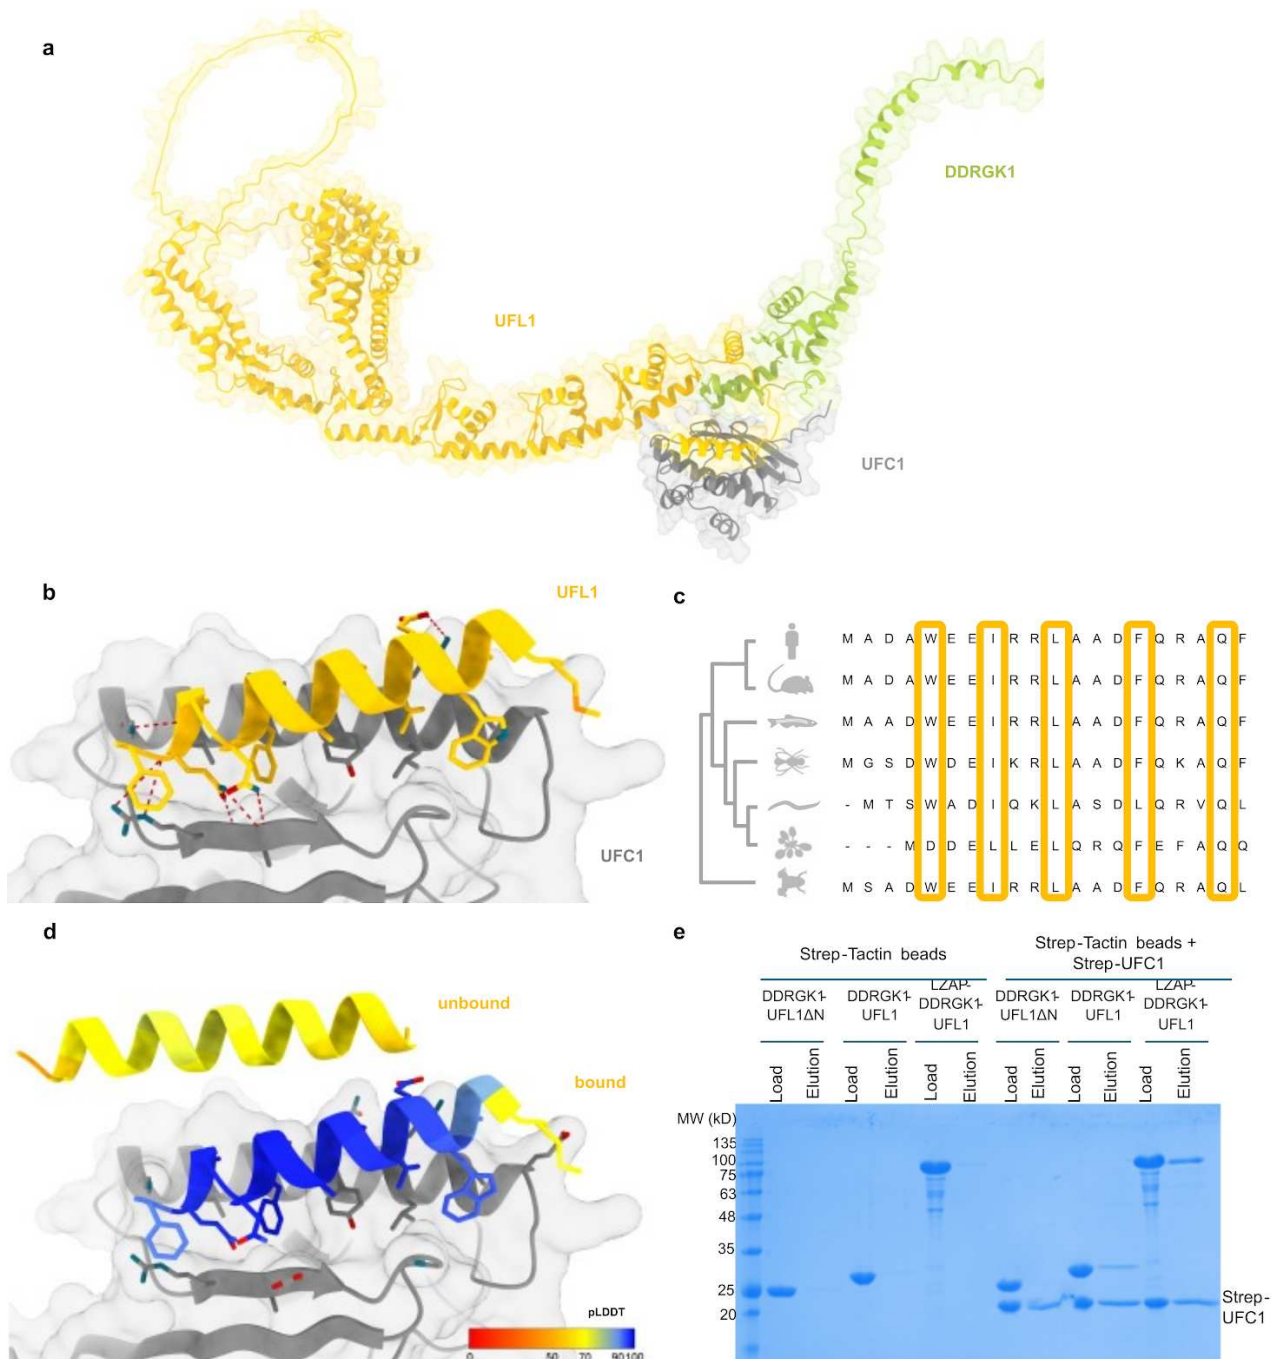 a
DDRGK1
UFL1
UFC1
b
UFL1
UFC1
c
M A D A W E E I R R L A A D F Q R A Q F
M A D A W E E I R R L A A D F Q R A Q F
M A A D W E E I R R L A A D F Q R A Q F
M G S D W D E I K R L A A D F Q K A Q F
- M T S W A D I Q K L A S D L Q R V Q L
- - - M D D E L L E L Q R Q F E F A Q Q
M S A D W E E I R R L A A D F Q R A Q L
d
unbound
bound
pLDDT
0 50 70 90 100
e
Strep-Tactin beads
Strep-Tactin beads +
Strep-UFC1
DDRGK1-
UFL1ΔN
DDRGK1-
UFL1
LZAP-
DDRGK1-
UFL1
DDRGK1-
UFL1ΔN
DDRGK1-
UFL1
LZAP-
DDRGK1-
UFL1
Load
Elution
Load
Elution
Load
Elution
Load
Elution
Load
Elution
Load
Elution
MW (kD)
135
100
75
63
48
35
25
20
Strep-
UFC1